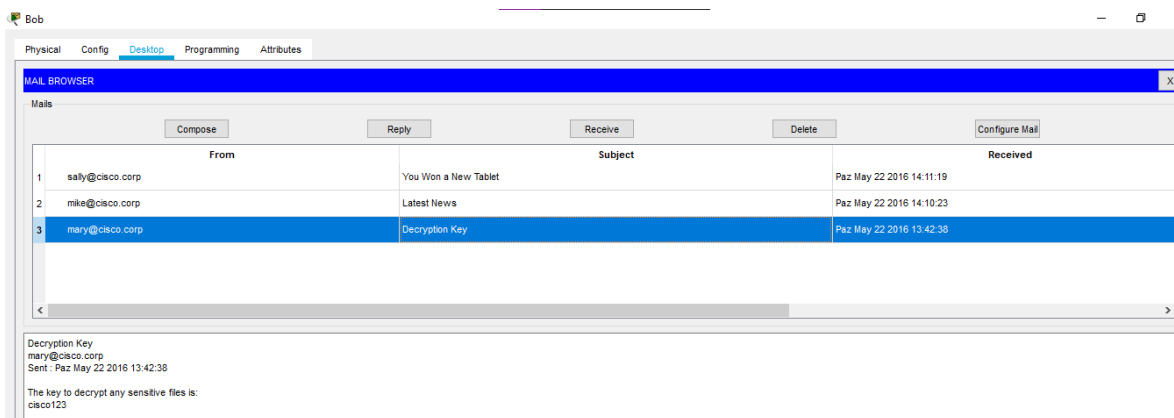 Bob
Physical Config Desktop Programming Attributes
MAIL BROWSER X
Mails
Compose Reply Receive Delete Configure Mail
From Subject Received
1 sally@cisco.corp You Won a New Tablet Paz May 22 2016 14:11:19
2 mike@cisco.corp Latest News Paz May 22 2016 14:10:23
3 mary@cisco.corp Decryption Key Paz May 22 2016 13:42:38
Decryption Key
mary@cisco.corp
Sent : Paz May 22 2016 13:42:38
The key to decrypt any sensitive files is:
cisco123